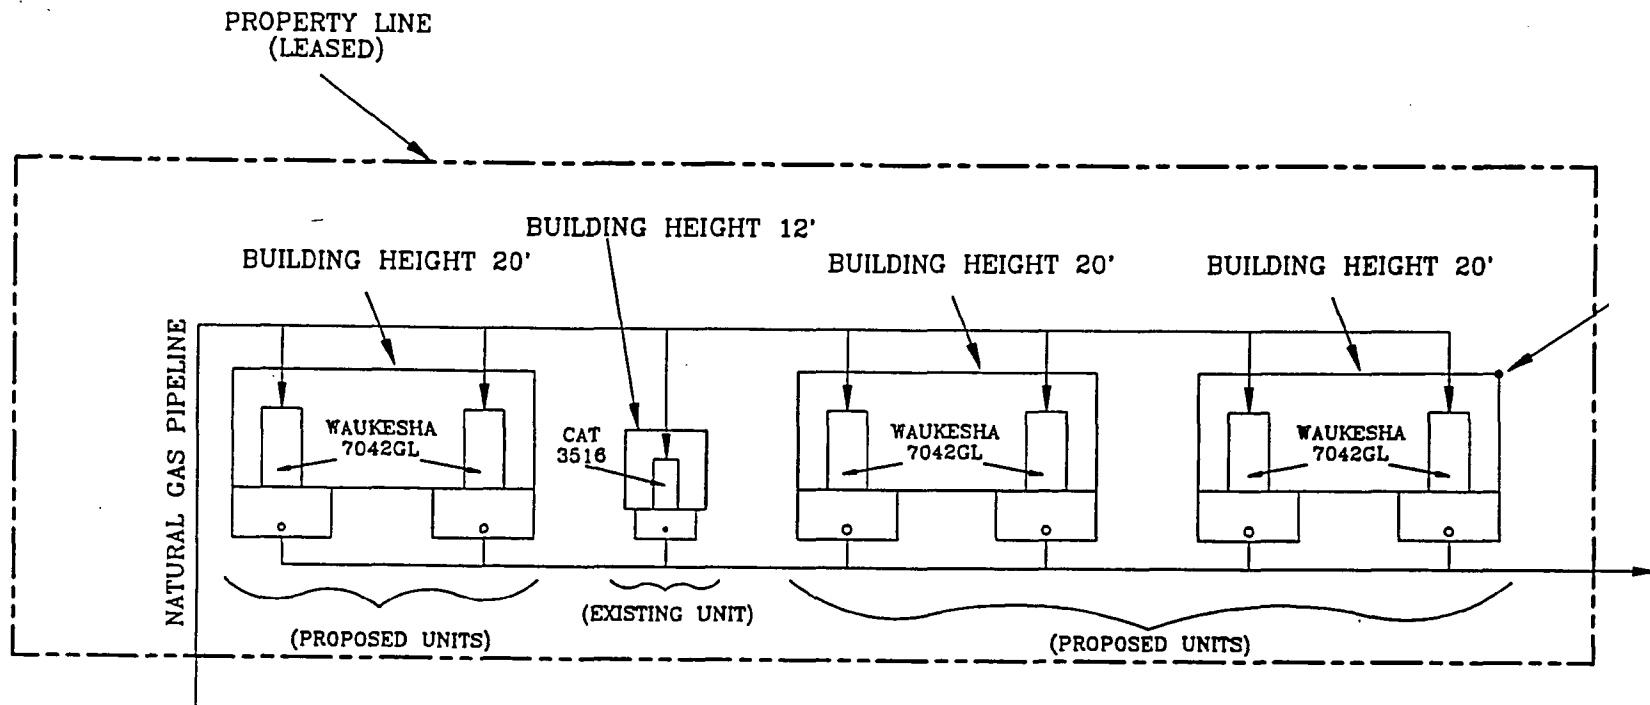 PROPERTY LINE
(LEASED)
BUILDING HEIGHT 12'
BUILDING HEIGHT 20'
BUILDING HEIGHT 20'
BUILDING HEIGHT 20'
NATURAL GAS PIPELINE
WAUKESHA
7042GL
CAT
3516
WAUKESHA
7042GL
WAUKESHA
7042GL
(PROPOSED UNITS)
(EXISTING UNIT)
(PROPOSED UNITS)